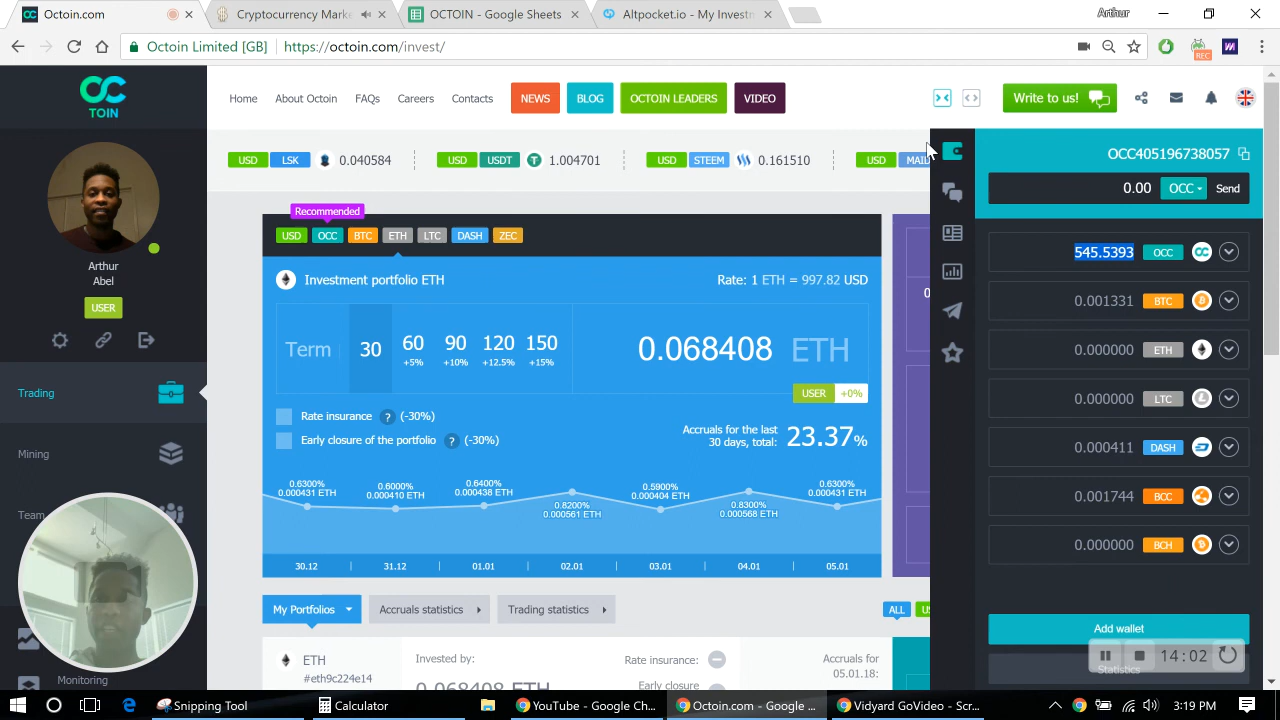 Octoin.com
Cryptocurrency Marke
OCTOIN - Google Sheets
Altpocket.io - My Investm
Arthur
Octoin Limited [GB]
https://octoin.com/invest/
REC
TOIN
Home
About Octoin
FAQs
Careers
Contacts
NEWS
BLOG
OCTOIN LEADERS
VIDEO
Write to us!
USD LSK 0.040584
USD USDT 1.004701
USD STEEM 0.161510
USD MAID
OCC405196738057
0.00 OCC Send
Arthur
Abel
USER
Recommended
USD OCC BTC ETH LTC DASH ZEC
Investment portfolio ETH
Rate: 1 ETH = 997.82 USD
Term 30 60 90 120 150
+5% +10% +12.5% +15%
0.068408 ETH
USER +0%
Rate insurance ? (-30%)
Early closure of the portfolio ? (-30%)
Accruals for the last
30 days, total:
23.37%
0.6300%
0.000431 ETH
0.6000%
0.000410 ETH
0.6400%
0.000438 ETH
0.8200%
0.000561 ETH
0.5900%
0.000404 ETH
0.8300%
0.000568 ETH
0.6300%
0.000431 ETH
30.12 31.12 01.01 02.01 03.01 04.01 05.01
My Portfolios
Accruals statistics
Trading statistics
ALL
ETH
#eth9c224e14
Invested by:
0.068408 ETH
Rate insurance:
Early closure
Accruals for
05.01.18:
Trading
Mining
Team
Monitoring
545.5393 OCC
0.001331 BTC
0.000000 ETH
0.000000 LTC
0.000411 DASH
0.001744 BCC
0.000000 BCH
Add wallet
Statistics
14:02
Snipping Tool
Calculator
YouTube - Google Ch...
Octoin.com - Google ...
Vidyard GoVideo - Scr...
3:19 PM